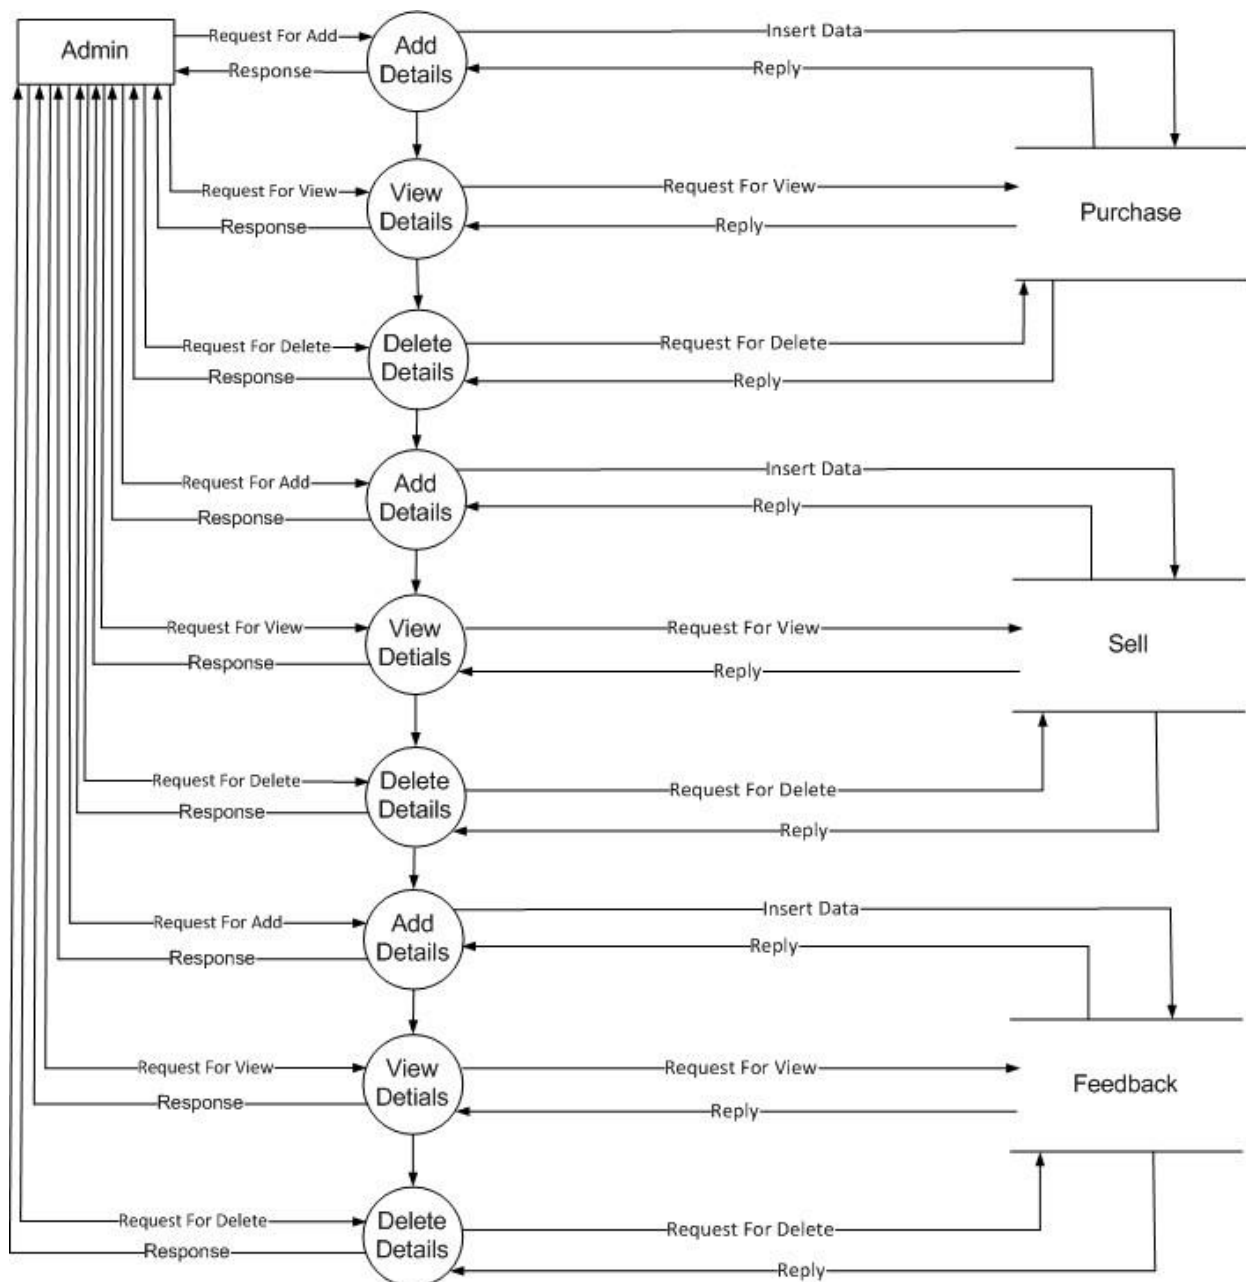 Admin
Request For Add
Add
Details
Insert Data
Response
Reply
Request For View
View
Details
Request For View
Purchase
Response
Reply
Request For Delete
Delete
Details
Request For Delete
Response
Reply
Request For Add
Add
Details
Insert Data
Response
Reply
Request For View
View
Detials
Request For View
Sell
Response
Reply
Request For Delete
Delete
Details
Request For Delete
Response
Reply
Request For Add
Add
Details
Insert Data
Response
Reply
Request For View
View
Detials
Request For View
Feedback
Response
Reply
Request For Delete
Delete
Details
Request For Delete
Response
Reply